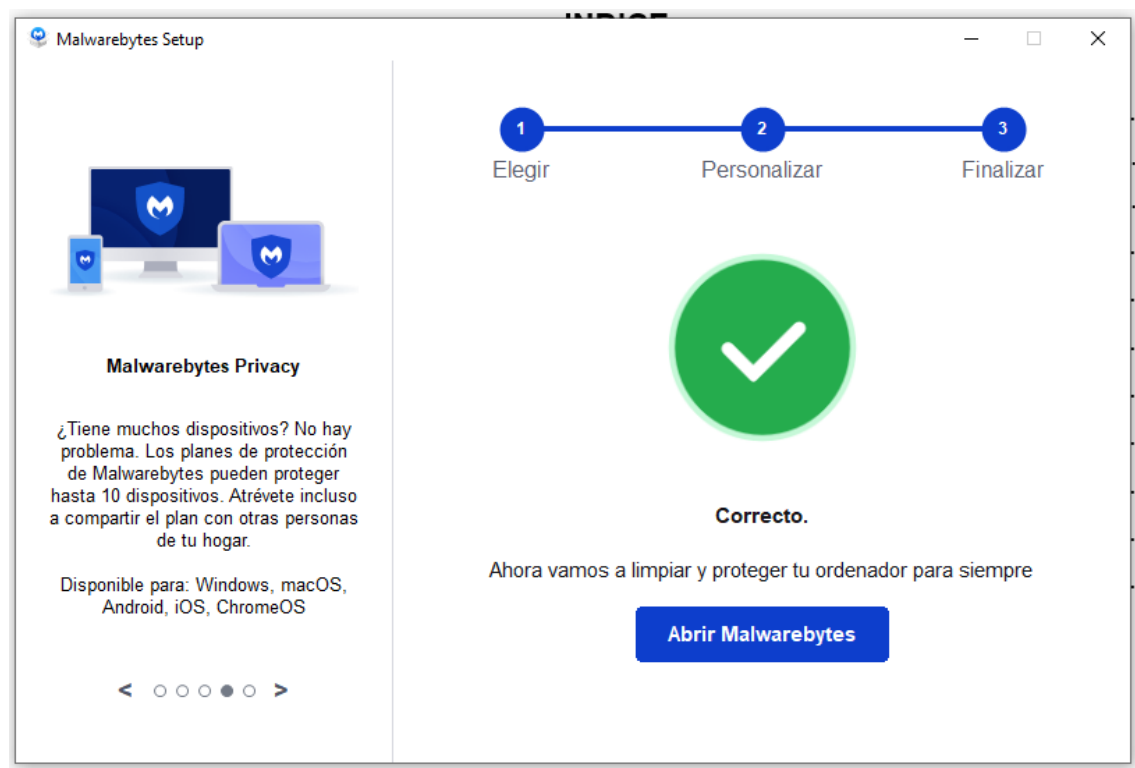 INDICE
Malwarebytes Setup
1
2
3
Elegir
Personalizar
Finalizar
Malwarebytes Privacy
¿Tiene muchos dispositivos? No hay
problema. Los planes de protección
de Malwarebytes pueden proteger
hasta 10 dispositivos. Atrévete incluso
a compartir el plan con otras personas
de tu hogar.
Disponible para: Windows, macOS,
Android, iOS, ChromeOS
Correcto.
Ahora vamos a limpiar y proteger tu ordenador para siempre
Abrir Malwarebytes